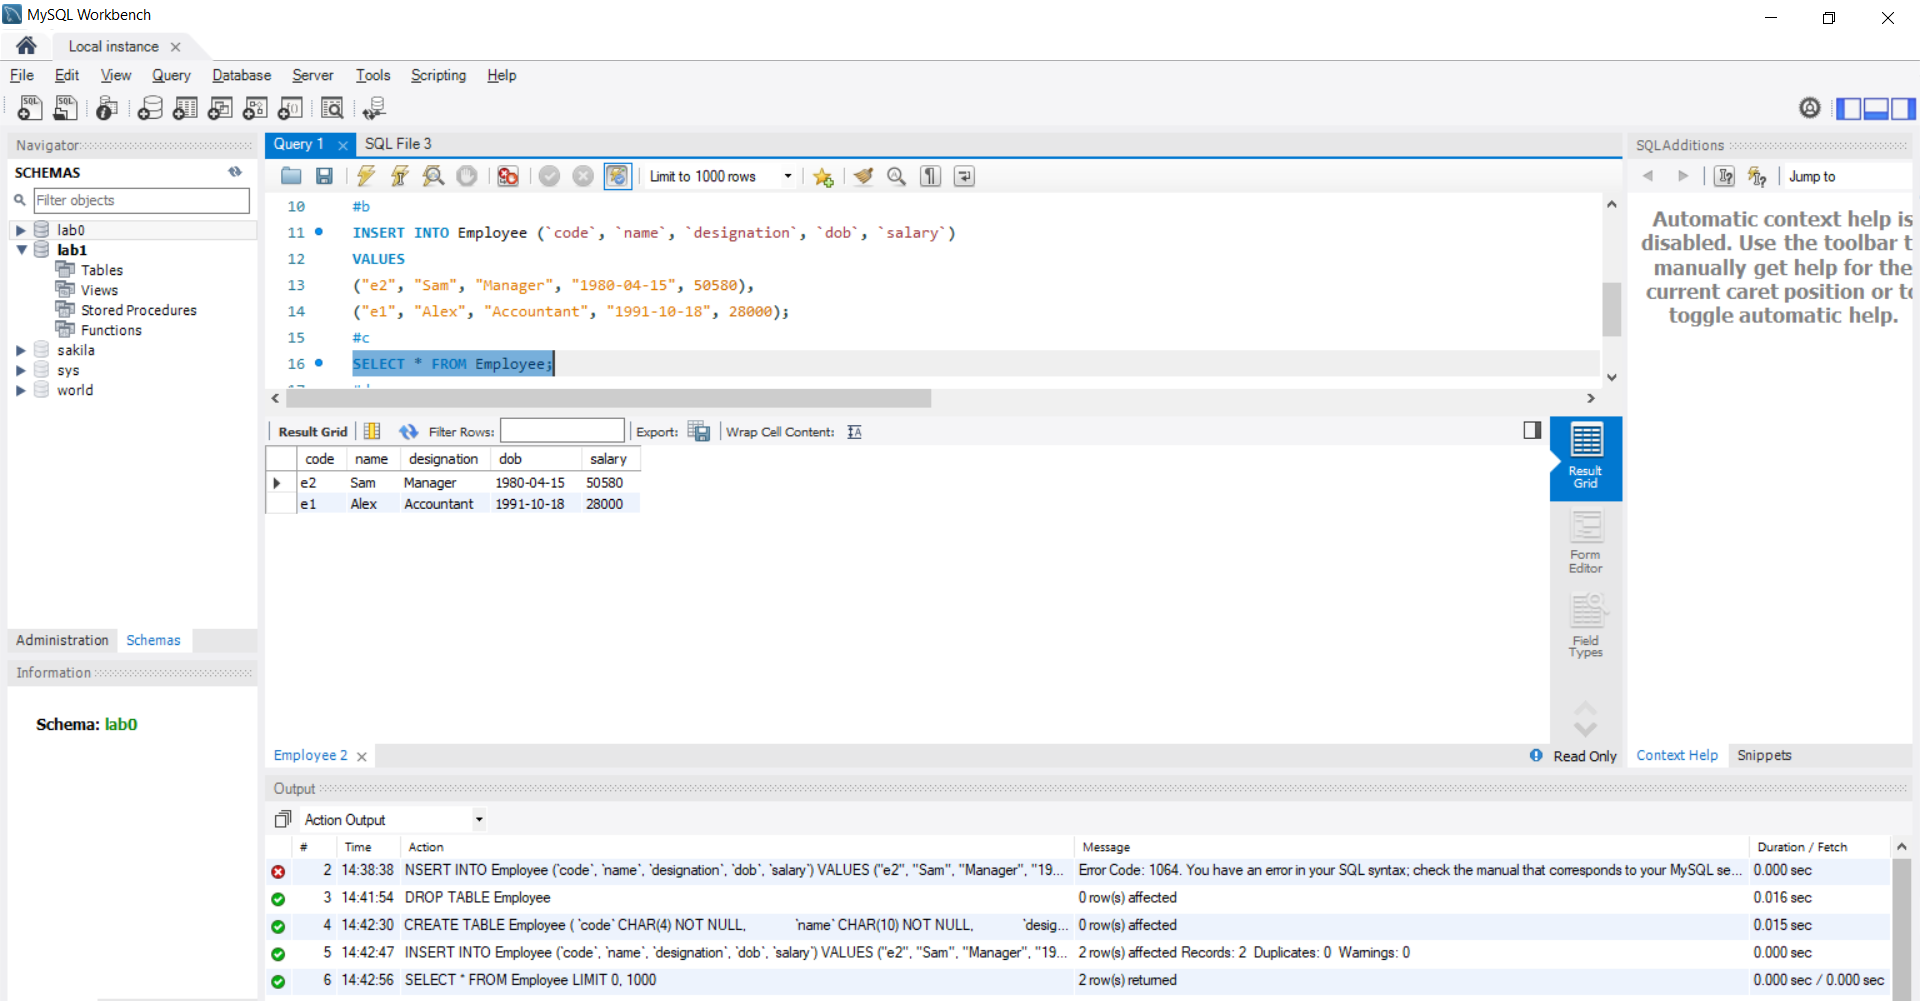 MySQL Workbench
Local instance
File Edit View Query Database Server Tools Scripting Help
Navigator
SCHEMAS
Filter objects
lab0
lab1
Tables
Views
Stored Procedures
Functions
sakila
sys
world
Administration Schemas
Information
Schema: lab0
Query 1 SQL File 3
Limit to 1000 rows
10 #b
11 INSERT INTO Employee (`code`, `name`, `designation`, `dob`, `salary`)
12 VALUES
13 ("e2", "Sam", "Manager", "1980-04-15", 50580),
14 ("e1", "Alex", "Accountant", "1991-10-18", 28000);
15 #c
16 SELECT * FROM Employee;
Result Grid Filter Rows: Export: Wrap Cell Content:
code name designation dob salary
e2 Sam Manager 1980-04-15 50580
e1 Alex Accountant 1991-10-18 28000
Result
Grid
Form
Editor
Field
Types
Employee 2 Read Only
SQLAdditions
Jump to
Automatic context help is
disabled. Use the toolbar t
manually get help for the
current caret position or to
toggle automatic help.
Context Help Snippets
Output
Action Output
# Time Action Message Duration / Fetch
2 14:38:38 NSERT INTO Employee (`code`, `name`, `designation`, `dob`, `salary`) VALUES ("e2", "Sam", "Manager", "19... Error Code: 1064. You have an error in your SQL syntax; check the manual that corresponds to your MySQL se... 0.000 sec
3 14:41:54 DROP TABLE Employee 0 row(s) affected 0.016 sec
4 14:42:30 CREATE TABLE Employee ( `code` CHAR(4) NOT NULL, `name` CHAR(10) NOT NULL, `desig... 0 row(s) affected 0.015 sec
5 14:42:47 INSERT INTO Employee (`code`, `name`, `designation`, `dob`, `salary`) VALUES ("e2", "Sam", "Manager", "19... 2 row(s) affected Records: 2 Duplicates: 0 Warnings: 0 0.000 sec
6 14:42:56 SELECT * FROM Employee LIMIT 0, 1000 2 row(s) returned 0.000 sec / 0.000 sec